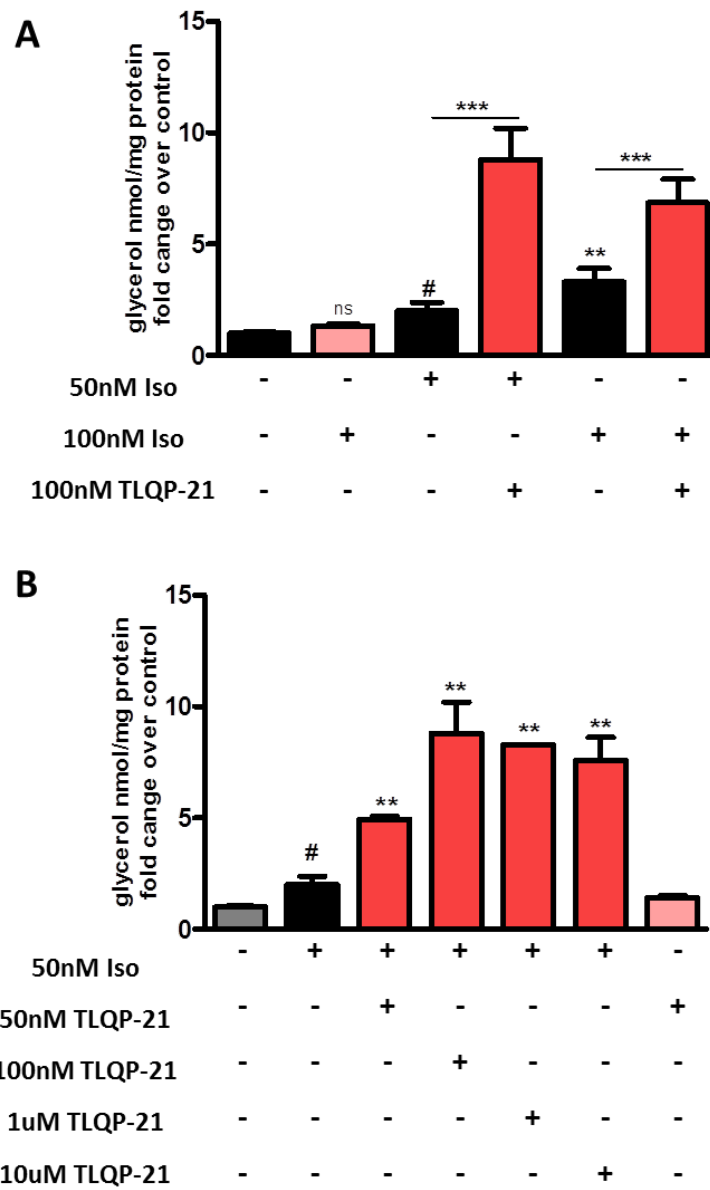 A
glycerol nmol/mg protein
fold cange over control
15
10
5
0
ns
#
***
**
***
50nM Iso - - + + - -
100nM Iso - + - - + +
100nM TLQP-21 - - - + - +
B
glycerol nmol/mg protein
fold cange over control
15
10
5
0
#
**
**
**
**
50nM Iso - + + + + + -
50nM TLQP-21 - - + - - - +
100nM TLQP-21 - - - + - - -
1uM TLQP-21 - - - - + - -
10uM TLQP-21 - - - - - + -